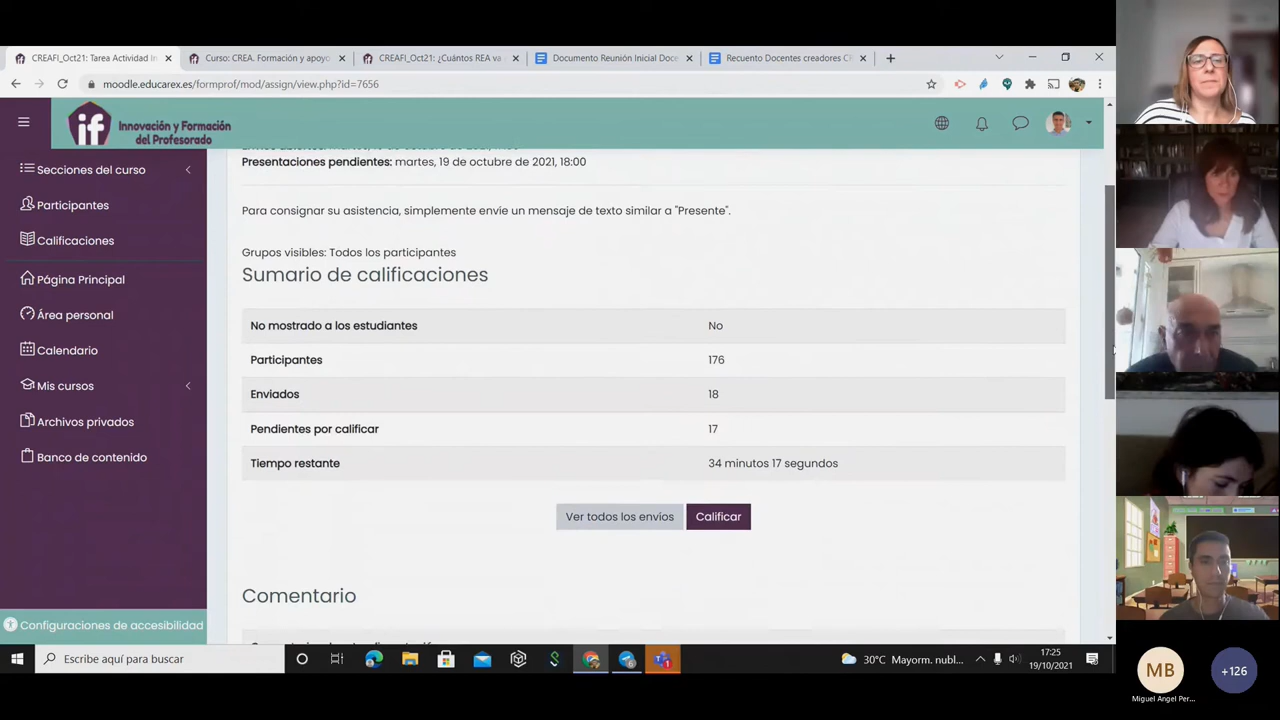 CREAFI_Oct21: Tarea Actividad In
Curso: CREA. Formación y apoyo
CREAFI_Oct21: ¿Cuántos REA va
Documento Reunión Inicial Doce
Recuento Docentes creadores CR
moodle.educarex.es/formprof/mod/assign/view.php?id=7656
if Innovación y Formación
del Profesorado
Secciones del curso
Participantes
Calificaciones
Página Principal
Área personal
Calendario
Mis cursos
Archivos privados
Banco de contenido
Configuraciones de accesibilidad
Presentaciones pendientes: martes, 19 de octubre de 2021, 18:00
Para consignar su asistencia, simplemente envíe un mensaje de texto similar a "Presente".
Grupos visibles: Todos los participantes
Sumario de calificaciones
No mostrado a los estudiantes No
Participantes 176
Enviados 18
Pendientes por calificar 17
Tiempo restante 34 minutos 17 segundos
Ver todos los envíos Calificar
Comentario
Escribe aquí para buscar
30°C Mayorm. nubl...
17:25
19/10/2021
MB
Miguel Angel Per...
+126